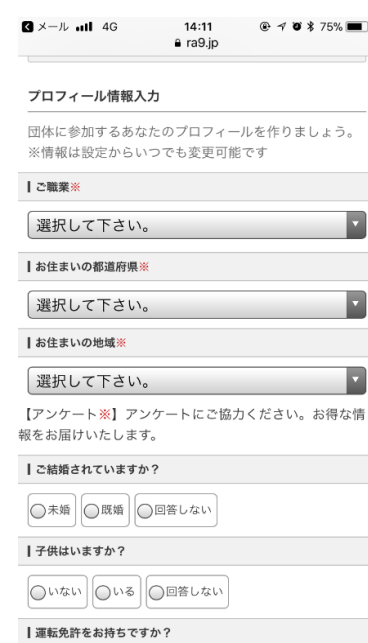 メール 4G 14:11 75%
ra9.jp
プロフィール情報入力
団体に参加するあなたのプロフィールを作りましょう。
※情報は設定からいつでも変更可能です
ご職業※
選択して下さい。
お住まいの都道府県※
選択して下さい。
お住まいの地域※
選択して下さい。
【アンケート※】アンケートにご協力ください。お得な情
報をお届けいたします。
ご結婚されていますか？
未婚 既婚 回答しない
子供はいますか？
いない いる 回答しない
運転免許をお持ちですか？